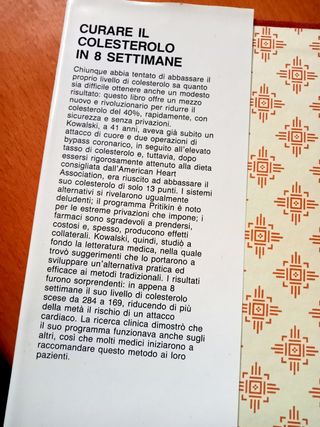 CURARE IL
COLESTEROLO
IN 8 SETTIMANE
Chiunque abbia tentato di abbassare il
proprio livello di colesterolo sa quanto
sia difficile ottenere anche un modesto
risultato: questo libro offre un mezzo
nuovo e rivoluzionario per ridurre il
colesterolo del 40%, rapidamente, con
sicurezza e senza privazioni.
Kowalski, a 41 anni, aveva già subito un
attacco di cuore e due operazioni di
bypass coronarico, in seguito all'elevato
tasso di colesterolo e, tuttavia, dopo
essersi rigorosamente attenuto alla dieta
consigliata dall'American Heart
Association, era riuscito ad abbassare il
suo colesterolo di solo 13 punti. I sistemi
alternativi si rivelarono ugualmente
deludenti; il programma Pritikin è noto
per le estreme privazioni che impone; i
farmaci sono sgradevoli a prendersi,
costosi e, spesso, producono effetti
collaterali. Kowalski, quindi, studiò a
fondo la letteratura medica, nella quale
trovò suggerimenti che lo portarono a
sviluppare un'alternativa pratica ed
efficace ai metodi tradizionali. I risultati
furono sorprendenti: in appena 8
settimane il suo livello di colesterolo
scese da 284 a 169, riducendo di più
della metà il rischio di un attacco
cardiaco. La ricerca clinica dimostrò che
il suo programma funzionava anche sugli
altri, così che molti medici iniziarono a
raccomandare questo metodo ai loro
pazienti.